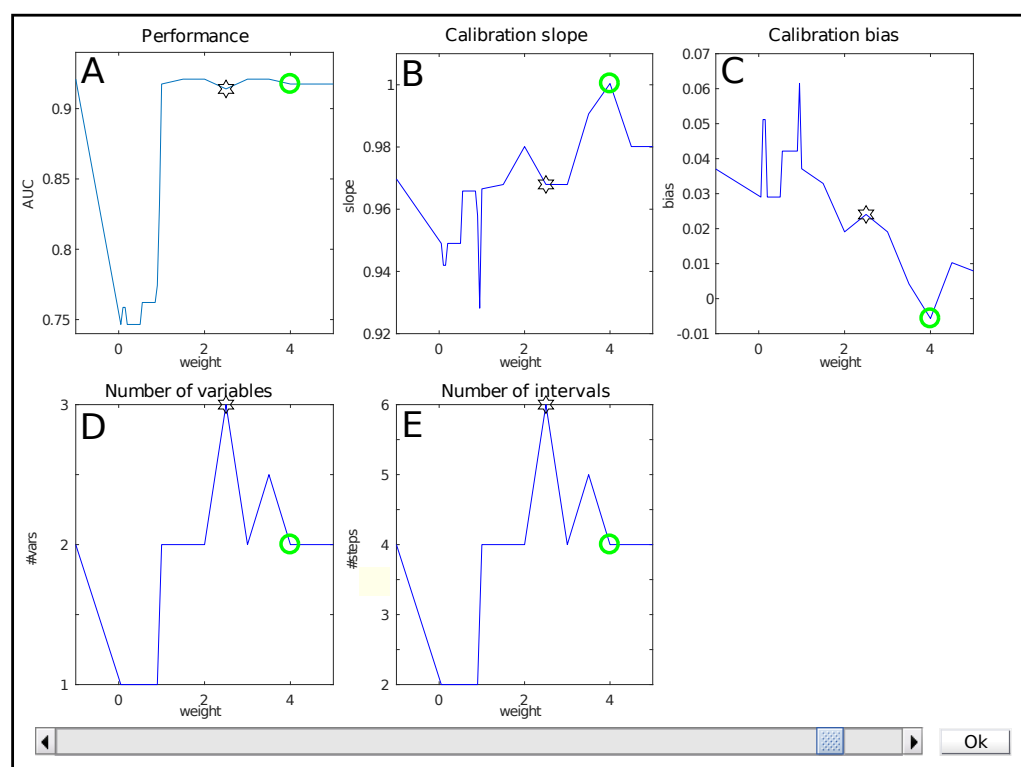 Performance
A
AUC
0.9
0.85
0.8
0.75
0
2
4
weight
Calibration slope
B
slope
1
0.98
0.96
0.94
0.92
0
2
4
weight
Calibration bias
C
bias
0.07
0.06
0.05
0.04
0.03
0.02
0.01
0
-0.01
0
2
4
weight
Number of variables
D
#vars
3
2
1
0
2
4
weight
Number of intervals
E
#steps
6
5
4
3
2
0
2
4
weight
Ok